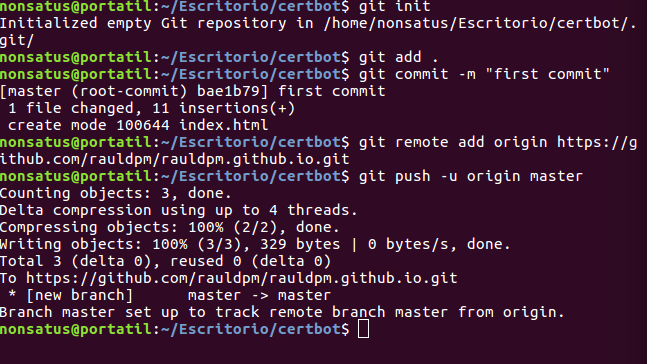 nonsatus@portatil:~/Escritorio/certbot$ git init
Initialized empty Git repository in /home/nonsatus/Escritorio/certbot/.
git/
nonsatus@portatil:~/Escritorio/certbot$ git add .
nonsatus@portatil:~/Escritorio/certbot$ git commit -m "first commit"
[master (root-commit) bae1b79] first commit
 1 file changed, 11 insertions(+)
 create mode 100644 index.html
nonsatus@portatil:~/Escritorio/certbot$ git remote add origin https://g
ithub.com/rauldpm/rauldpm.github.io.git
nonsatus@portatil:~/Escritorio/certbot$ git push -u origin master
Counting objects: 3, done.
Delta compression using up to 4 threads.
Compressing objects: 100% (2/2), done.
Writing objects: 100% (3/3), 329 bytes | 0 bytes/s, done.
Total 3 (delta 0), reused 0 (delta 0)
To https://github.com/rauldpm/rauldpm.github.io.git
 * [new branch]      master -> master
Branch master set up to track remote branch master from origin.
nonsatus@portatil:~/Escritorio/certbot$